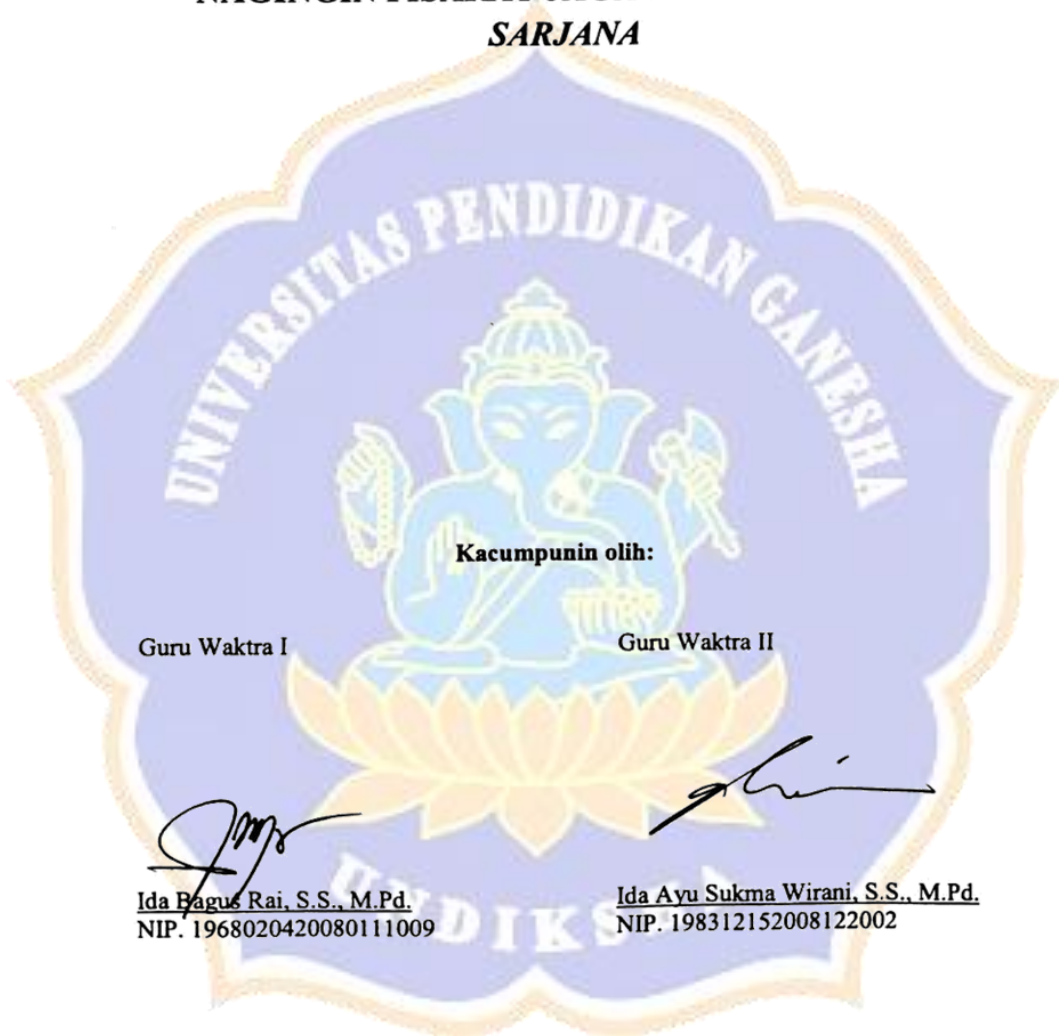 SARJANA
UNIVERSITAS PENDIDIKAN GANESHA
Kacumpunin olih:
Guru Waktra I
Guru Waktra II
Ida Bagus Rai, S.S., M.Pd.
NIP. 1968020420080111009
Ida Ayu Sukma Wirani, S.S., M.Pd.
NIP. 198312152008122002
UNDIKSHA